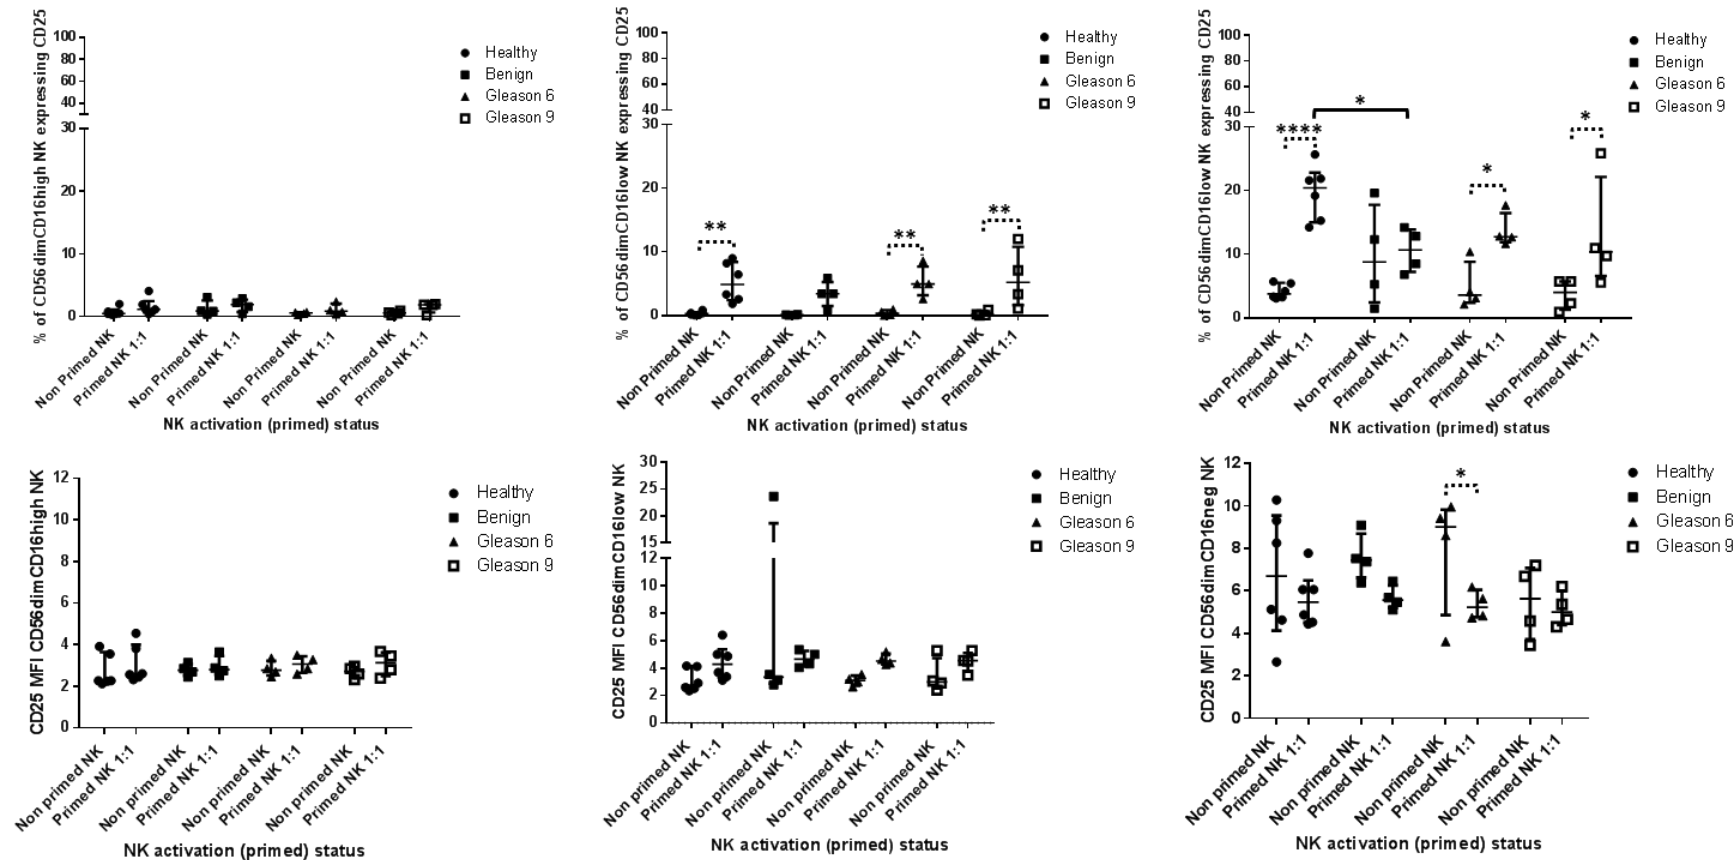 % of CD56dimCD16high NK expressing CD25
100
80
60
40
30
20
10
0
Healthy
Benign
Gleason 6
Gleason 9
Non Primed NK
Primed NK 1:1
Non Primed NK
Primed NK 1:1
Non Primed NK
Primed NK 1:1
Non Primed NK
Primed NK 1:1
NK activation (primed) status
% of CD56dimCD16low NK expressing CD25
100
80
60
40
30
20
10
0
**
**
**
Healthy
Benign
Gleason 6
Gleason 9
Non Primed NK
Primed NK 1:1
Non Primed NK
Primed NK 1:1
Non Primed NK
Primed NK 1:1
Non Primed NK
Primed NK 1:1
NK activation (primed) status
% of CD56dimCD16low NK expressing CD25
100
80
60
40
30
20
10
0
****
*
*
*
Healthy
Benign
Gleason 6
Gleason 9
Non Primed NK
Primed NK 1:1
Non Primed NK
Primed NK 1:1
Non Primed NK
Primed NK 1:1
Non Primed NK
Primed NK 1:1
NK activation (primed) status
CD25 MFI CD56dimCD16high NK
12
10
8
6
4
2
0
Healthy
Benign
Gleason 6
Gleason 9
Non primed NK
Primed NK 1:1
Non primed NK
Primed NK 1:1
Non primed NK
Primed NK 1:1
Non primed NK
Primed NK 1:1
NK activation (primed) status
CD25 MFI CD56dimCD16low NK
30
25
20
15
12
10
8
6
4
2
0
Healthy
Benign
Gleason 6
Gleason 9
Non primed NK
Primed NK 1:1
Non primed NK
Primed NK 1:1
Non primed NK
Primed NK 1:1
Non primed NK
Primed NK 1:1
NK activation (primed) status
CD25 MFI CD56dimCD16neg NK
12
10
8
6
4
2
0
*
Healthy
Benign
Gleason 6
Gleason 9
Non primed NK
Primed NK 1:1
Non primed NK
Primed NK 1:1
Non primed NK
Primed NK 1:1
Non primed NK
Primed NK 1:1
NK activation (primed) status